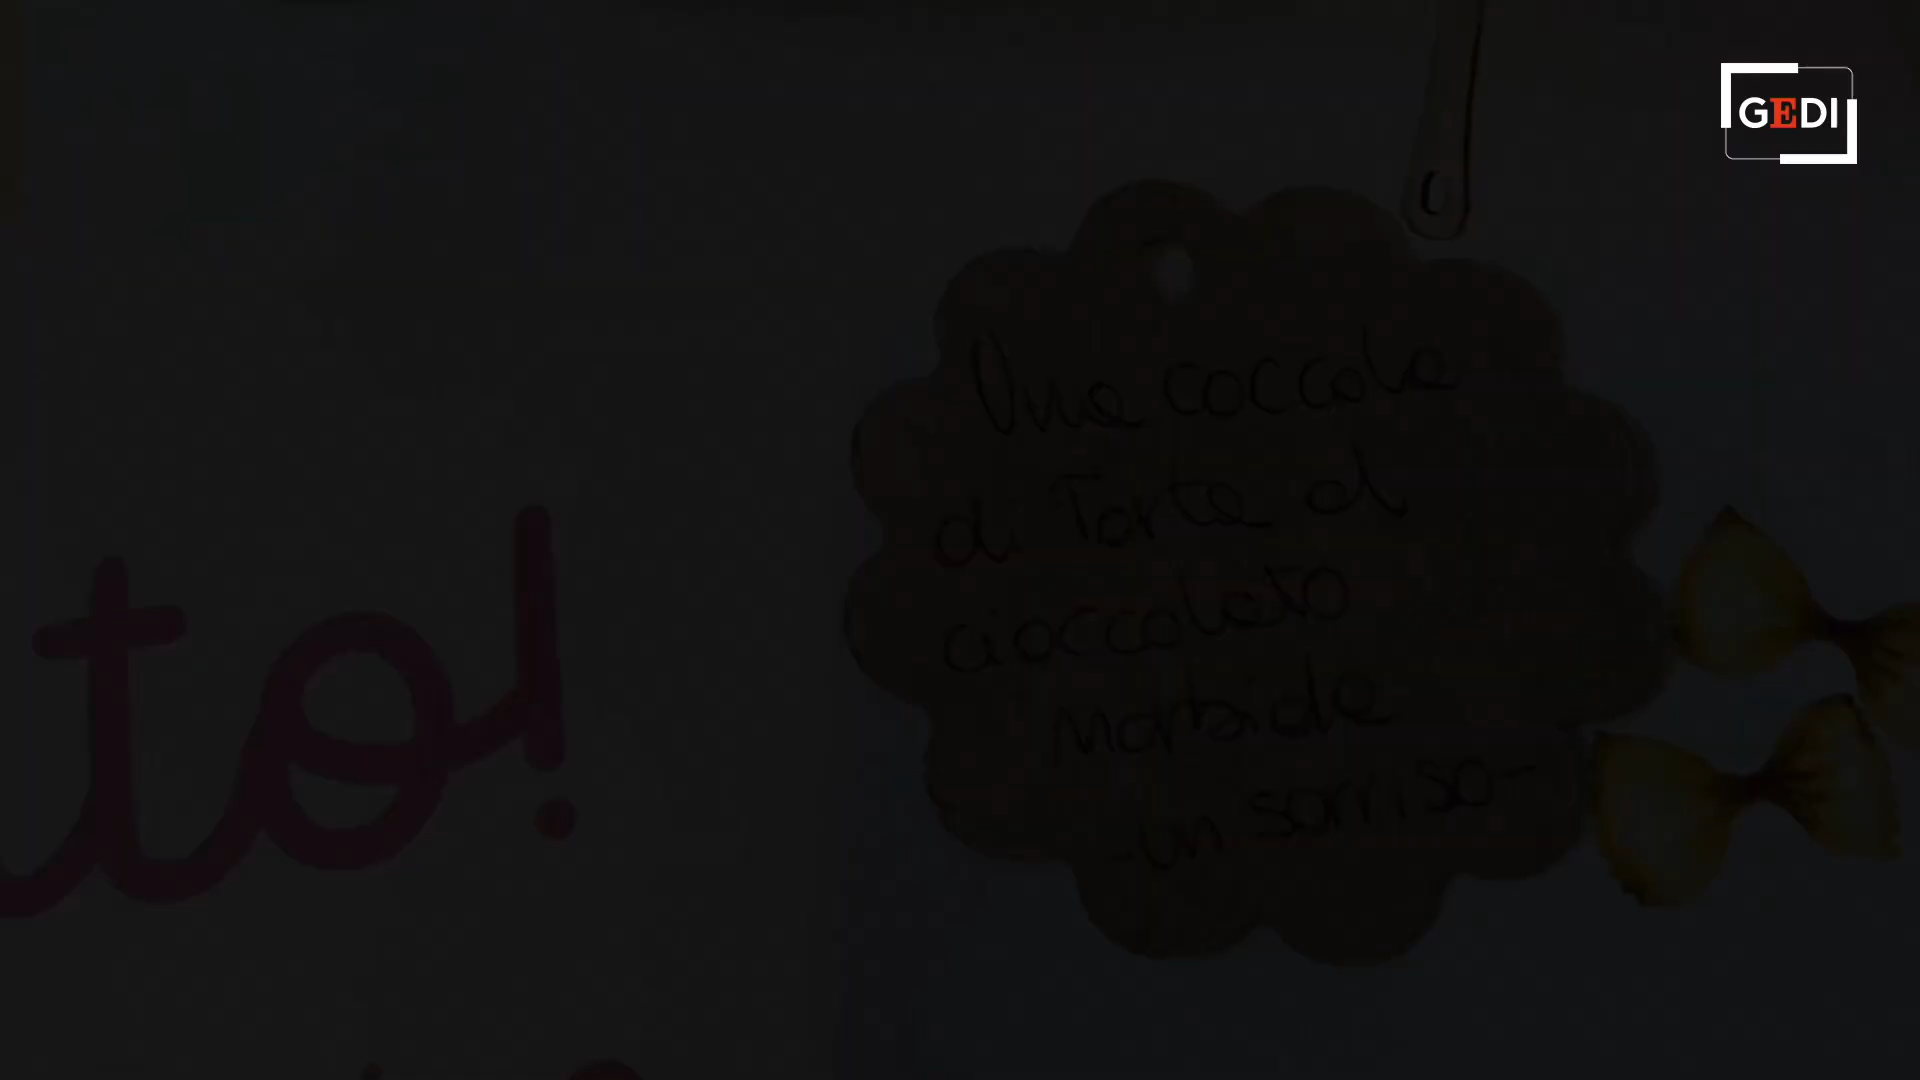 GEDI
to!
Una coccola
di Torta al
cioccolato
Morbida
-un sorriso-